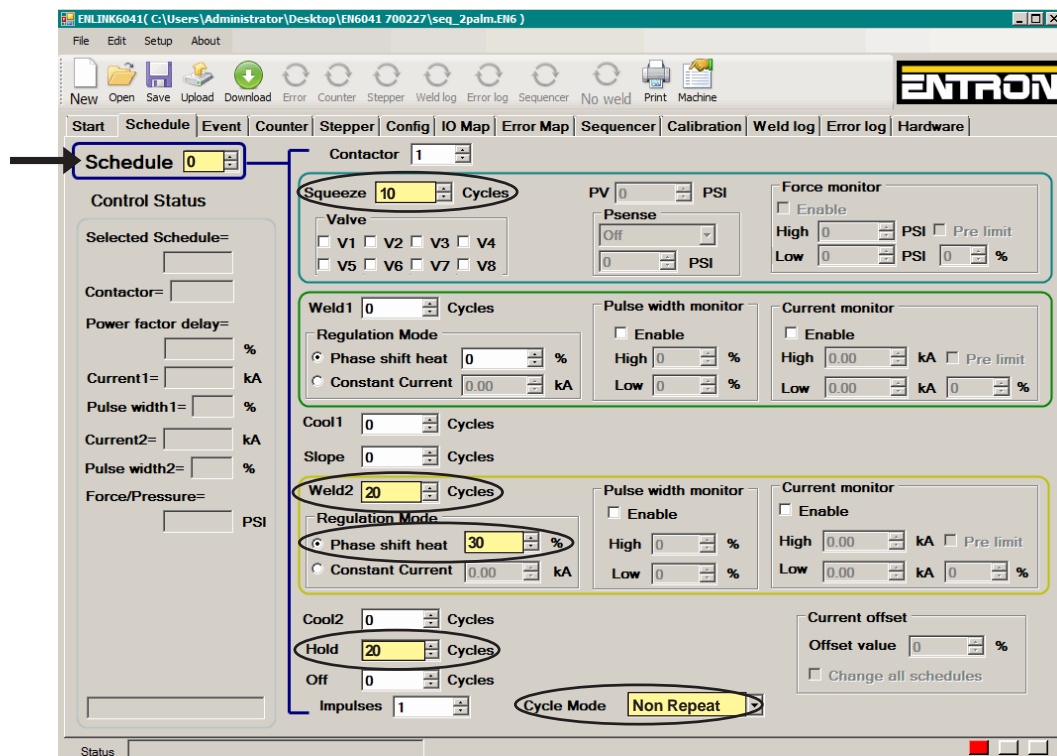 ENLINK6041( C:\Users\Administrator\Desktop\EN6041 700227\seq_2palm.EN6 )
File Edit Setup About
New Open Save Upload Download Error Counter Stepper Weld log Error log Sequencer No weld Print Machine
ENTRON
Start Schedule Event Counter Stepper Config IO Map Error Map Sequencer Calibration Weld log Error log Hardware
Schedule 0
Control Status
Selected Schedule=
Contactor=
Power factor delay=
%
Current1= kA
Pulse width1= %
Current2= kA
Pulse width2= %
Force/Pressure=
PSI
Contactor 1
Squeeze 10 Cycles
Valve
V1 V2 V3 V4
V5 V6 V7 V8
PV 0 PSI
Psense
Off
0 PSI
Force monitor
Enable
High 0 PSI Pre limit
Low 0 PSI 0 %
Weld1 0 Cycles
Regulation Mode
Phase shift heat 0 %
Constant Current 0.00 kA
Pulse width monitor
Enable
High 0 %
Low 0 %
Current monitor
Enable
High 0.00 kA Pre limit
Low 0.00 kA 0 %
Cool1 0 Cycles
Slope 0 Cycles
Weld2 20 Cycles
Regulation Mode
Phase shift heat 30 %
Constant Current 0.00 kA
Pulse width monitor
Enable
High 0 %
Low 0 %
Current monitor
Enable
High 0.00 kA Pre limit
Low 0.00 kA 0 %
Cool2 0 Cycles
Hold 20 Cycles
Off 0 Cycles
Impulses 1
Cycle Mode Non Repeat
Current offset
Offset value 0 %
Change all schedules
Status